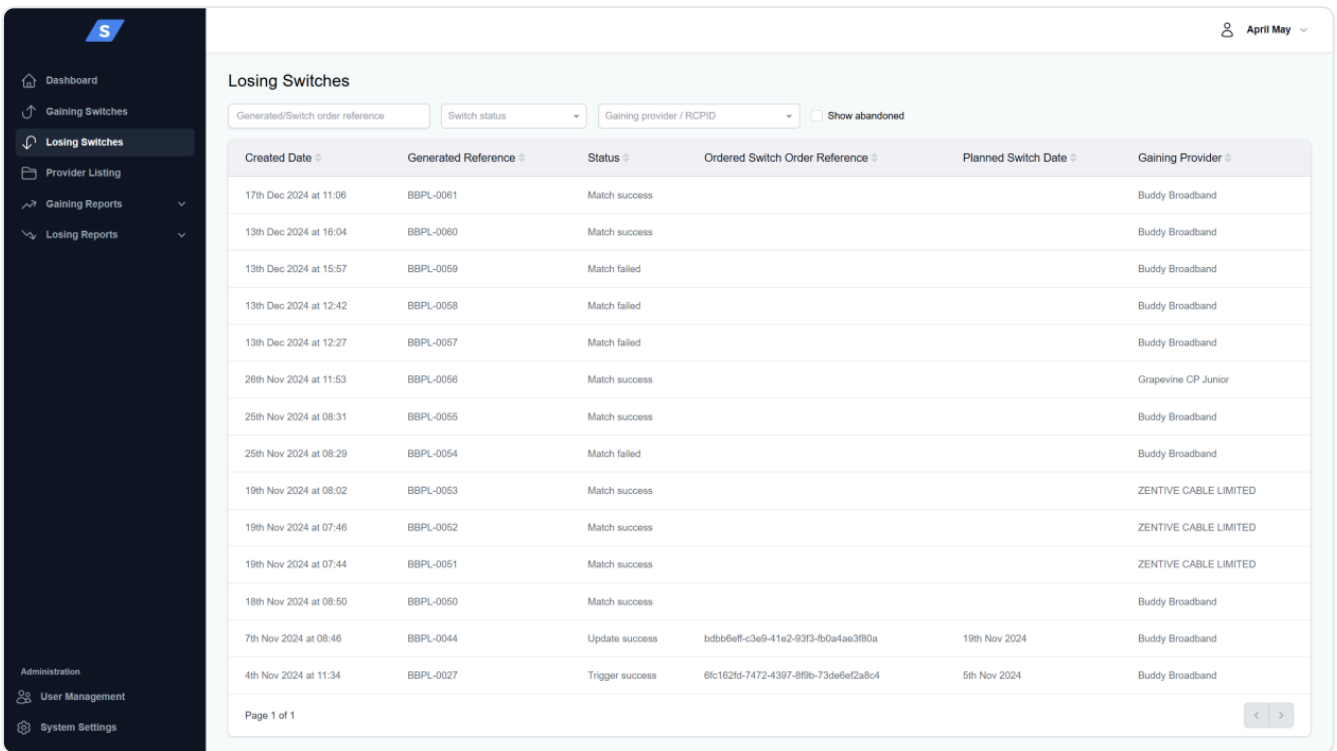 S
April May
Dashboard
Gaining Switches
Losing Switches
Provider Listing
Gaining Reports
Losing Reports
Administration
User Management
System Settings
Losing Switches
Generated/Switch order reference Switch status Gaining provider / RCPID Show abandoned
Created Date Generated Reference Status Ordered Switch Order Reference Planned Switch Date Gaining Provider
17th Dec 2024 at 11:06 BBPL-0061 Match success Buddy Broadband
13th Dec 2024 at 16:04 BBPL-0060 Match success Buddy Broadband
13th Dec 2024 at 15:57 BBPL-0059 Match failed Buddy Broadband
13th Dec 2024 at 12:42 BBPL-0058 Match failed Buddy Broadband
13th Dec 2024 at 12:27 BBPL-0057 Match failed Buddy Broadband
26th Nov 2024 at 11:53 BBPL-0056 Match success Grapevine CP Junior
25th Nov 2024 at 08:31 BBPL-0055 Match success Buddy Broadband
25th Nov 2024 at 08:29 BBPL-0054 Match failed Buddy Broadband
19th Nov 2024 at 08:02 BBPL-0053 Match success ZENTIVE CABLE LIMITED
19th Nov 2024 at 07:46 BBPL-0052 Match success ZENTIVE CABLE LIMITED
19th Nov 2024 at 07:44 BBPL-0051 Match success ZENTIVE CABLE LIMITED
18th Nov 2024 at 08:50 BBPL-0050 Match success Buddy Broadband
7th Nov 2024 at 08:46 BBPL-0044 Update success bdbb6eff-c3e9-41e2-93f3-fb0a4ae3f80a 19th Nov 2024 Buddy Broadband
4th Nov 2024 at 11:34 BBPL-0027 Trigger success 6fc162fd-7472-4397-8f9b-73de6ef2a8c4 5th Nov 2024 Buddy Broadband
Page 1 of 1